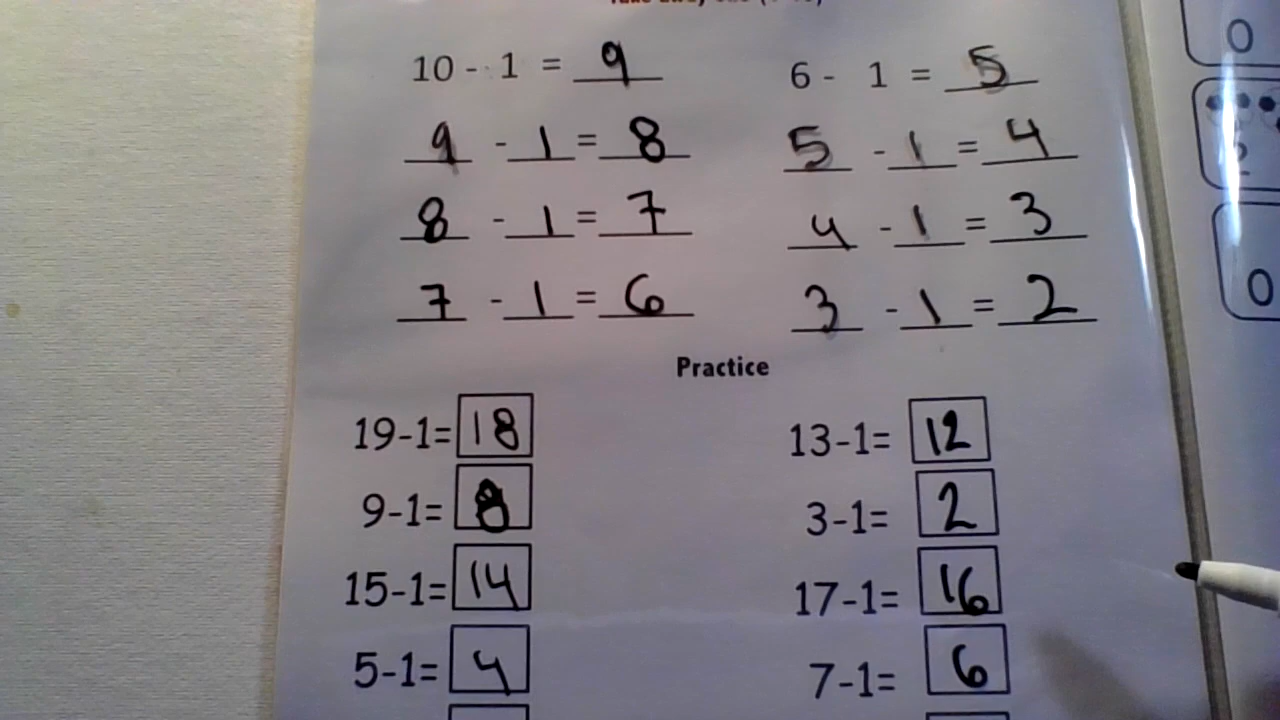 10 - 1 = 9
6 - 1 = 5
9 - 1 = 8
5 - 1 = 4
8 - 1 = 7
4 - 1 = 3
7 - 1 = 6
3 - 1 = 2
Practice
19-1= 18
13-1= 12
9-1= 8
3-1= 2
15-1= 14
17-1= 16
5-1= 4
7-1= 6
0
0